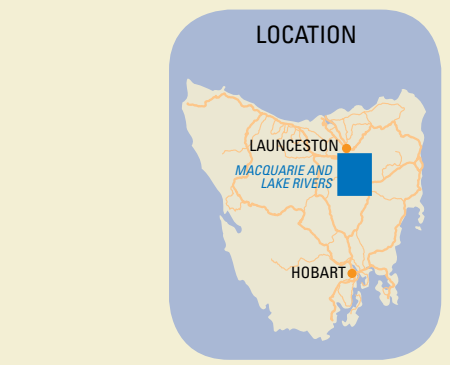 LOCATION
LAUNCESTON
MACQUARIE AND
LAKE RIVERS
HOBART